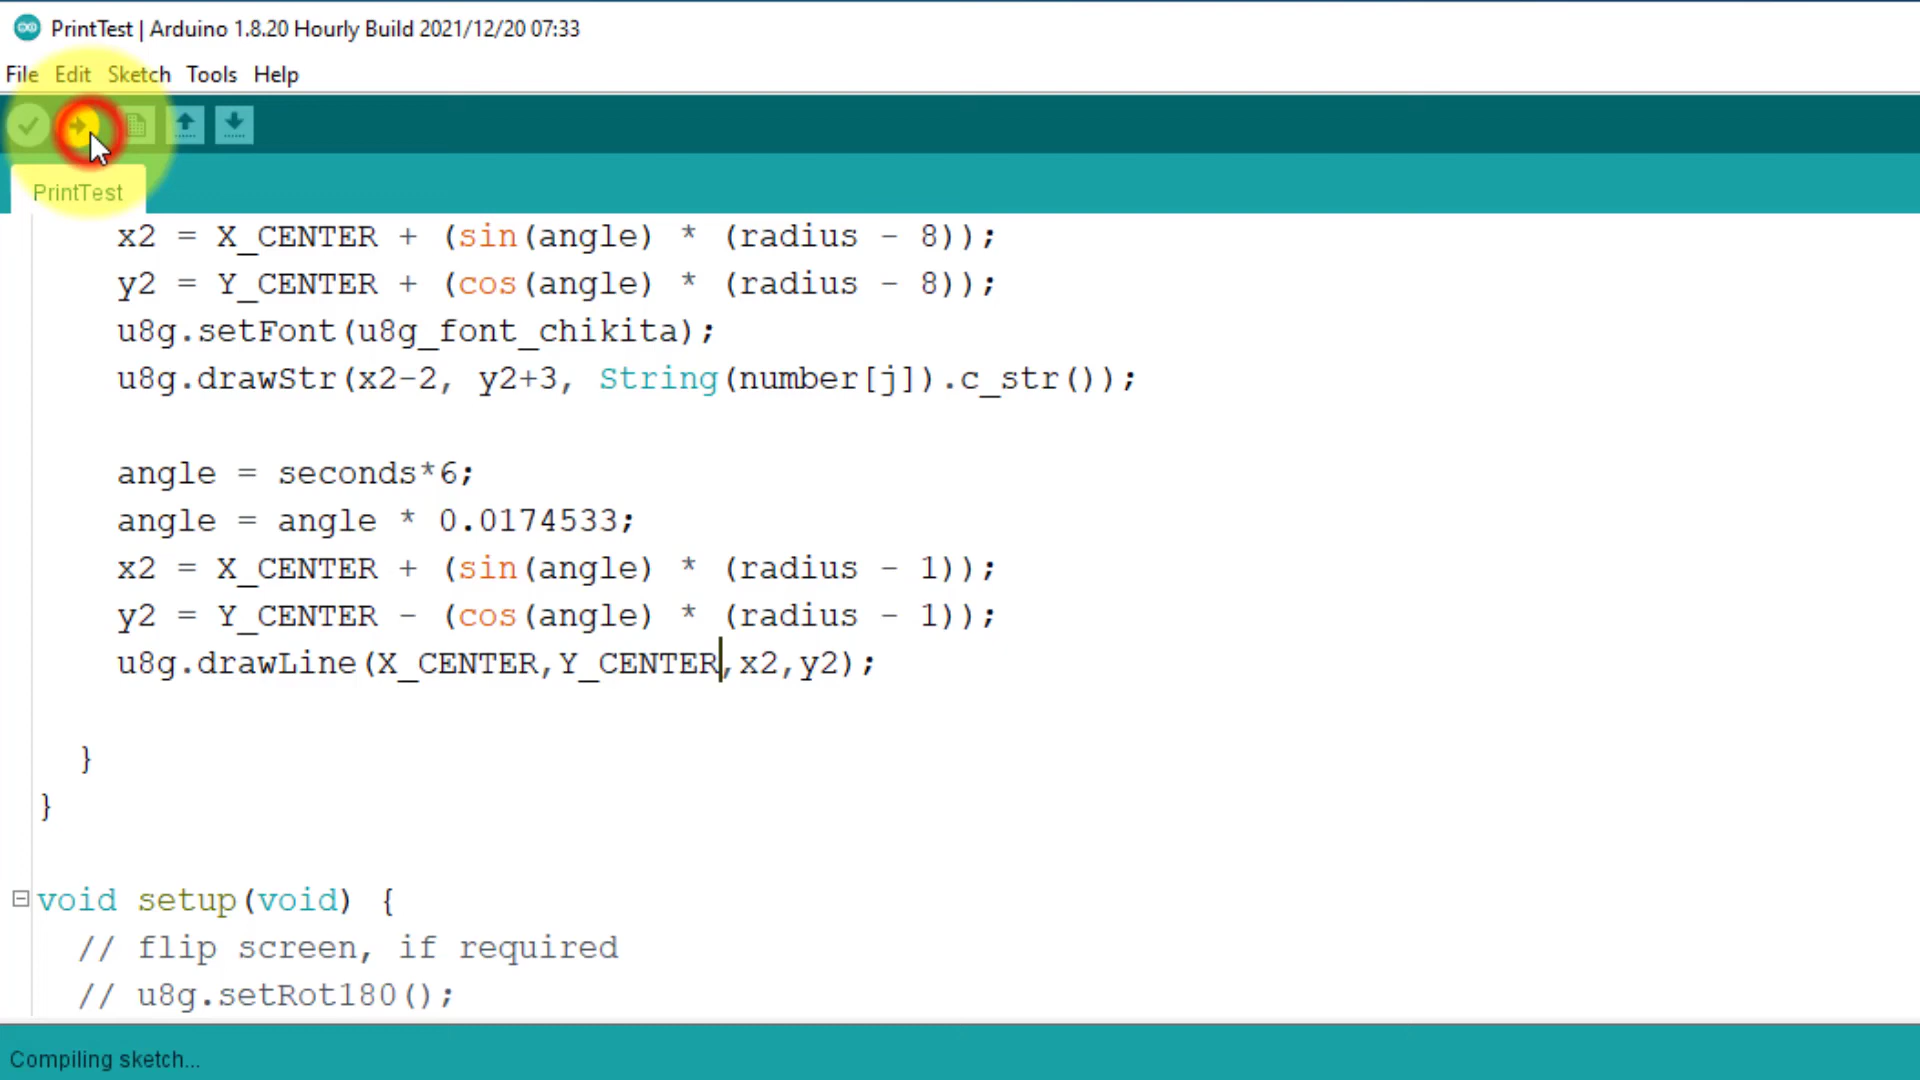 PrintTest | Arduino 1.8.20 Hourly Build 2021/12/20 07:33
File Edit Sketch Tools Help
PrintTest
x2 = X_CENTER + (sin(angle) * (radius - 8));
y2 = Y_CENTER + (cos(angle) * (radius - 8));
u8g.setFont(u8g_font_chikita);
u8g.drawStr(x2-2, y2+3, String(number[j]).c_str());
angle = seconds*6;
angle = angle * 0.0174533;
x2 = X_CENTER + (sin(angle) * (radius - 1));
y2 = Y_CENTER - (cos(angle) * (radius - 1));
u8g.drawLine(X_CENTER,Y_CENTER,x2,y2);
}
}
void setup(void) {
// flip screen, if required
// u8g.setRot180();
Compiling sketch...